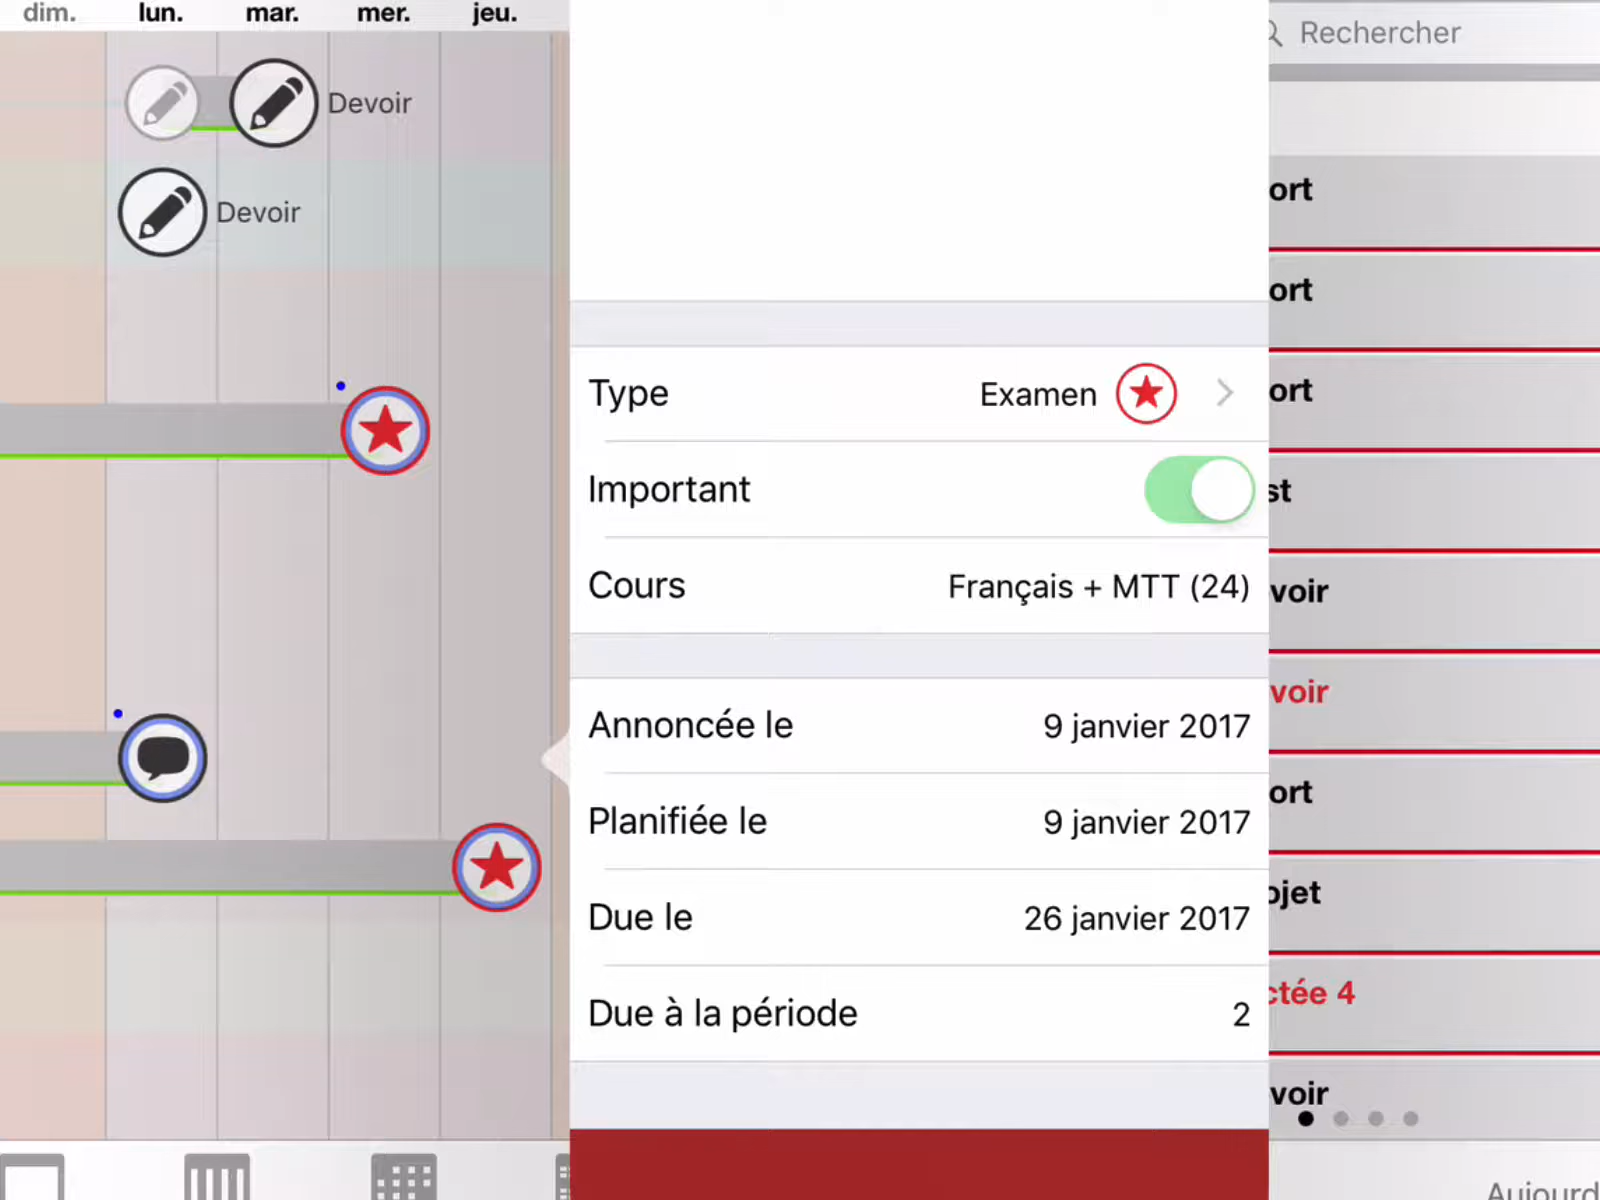 dim. lun. mar. mer. jeu.
Devoir
Devoir
Type Examen
Important
Cours Français + MTT (24)
Annoncée le 9 janvier 2017
Planifiée le 9 janvier 2017
Due le 26 janvier 2017
Due à la période 2
Rechercher
ort
ort
ort
st
voir
voir
ort
ojet
ctée 4
voir
Aujourd